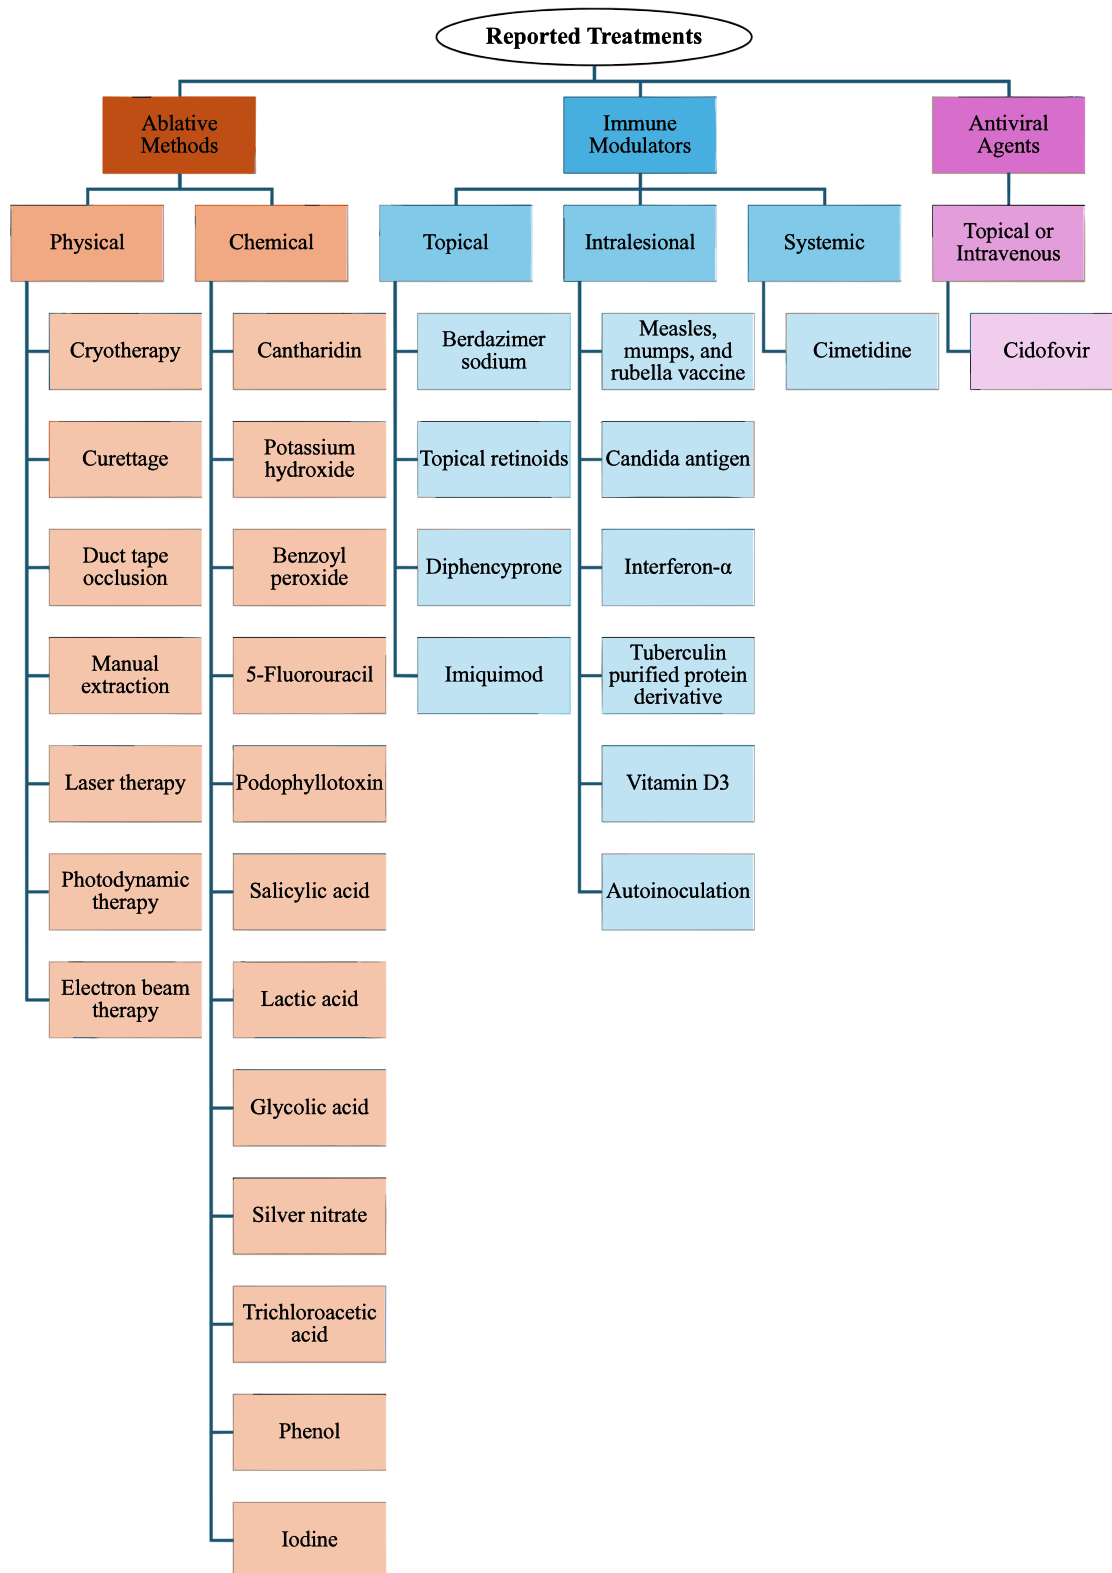 Reported Treatments
Ablative
Methods
Immune
Modulators
Antiviral
Agents
Physical
Chemical
Topical
Intralesional
Systemic
Topical or
Intravenous
Cryotherapy
Curettage
Duct tape
occlusion
Manual
extraction
Laser therapy
Photodynamic
therapy
Electron beam
therapy
Cantharidin
Potassium
hydroxide
Benzoyl
peroxide
5-Fluorouracil
Podophyllotoxin
Salicylic acid
Lactic acid
Glycolic acid
Silver nitrate
Trichloroacetic
acid
Phenol
Iodine
Berdazimer
sodium
Topical retinoids
Diphencyprone
Imiquimod
Measles,
mumps, and
rubella vaccine
Candida antigen
Interferon-α
Tuberculin
purified protein
derivative
Vitamin D3
Autoinoculation
Cimetidine
Cidofovir